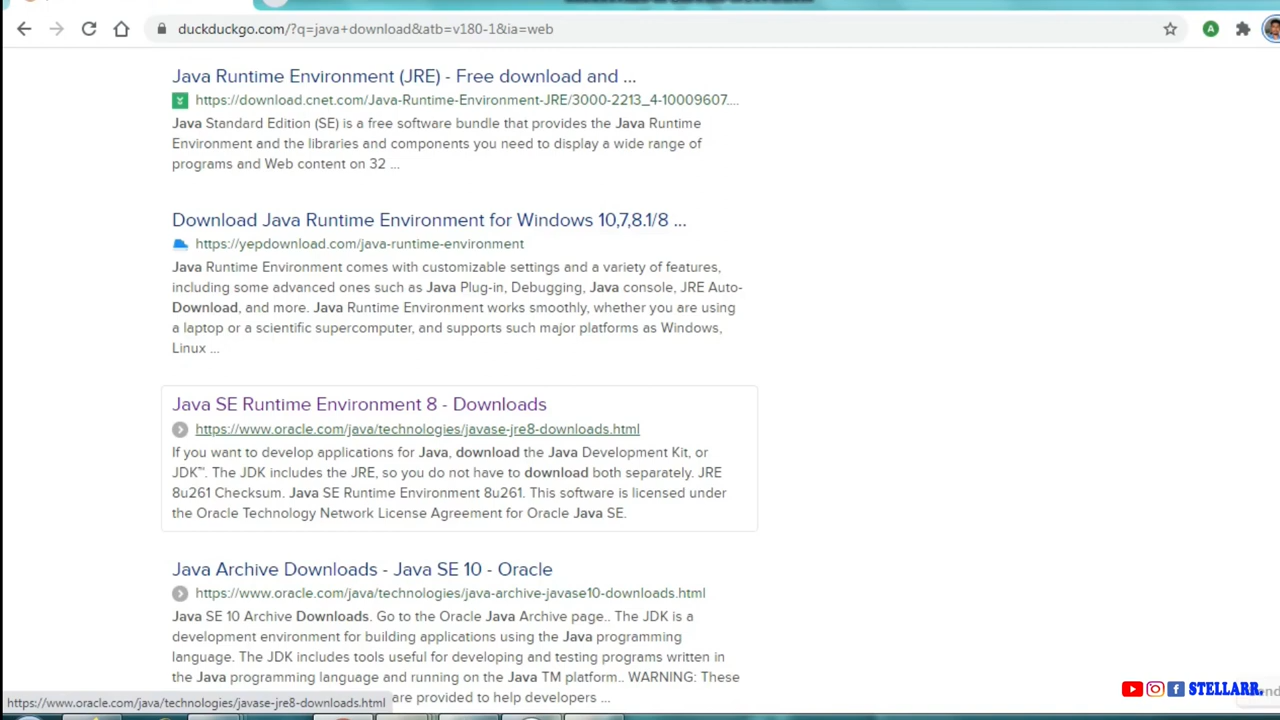 duckduckgo.com/?q=java+download&atb=v180-1&ia=web
A
Java Runtime Environment (JRE) - Free download and ...
https://download.cnet.com/Java-Runtime-Environment-JRE/3000-2213_4-10009607....
Java Standard Edition (SE) is a free software bundle that provides the Java Runtime
Environment and the libraries and components you need to display a wide range of
programs and Web content on 32 ...
Download Java Runtime Environment for Windows 10,7,8.1/8 ...
https://yepdownload.com/java-runtime-environment
Java Runtime Environment comes with customizable settings and a variety of features,
including some advanced ones such as Java Plug-in, Debugging, Java console, JRE Auto-
Download, and more. Java Runtime Environment works smoothly, whether you are using
a laptop or a scientific supercomputer, and supports such major platforms as Windows,
Linux ...
Java SE Runtime Environment 8 - Downloads
https://www.oracle.com/java/technologies/javase-jre8-downloads.html
If you want to develop applications for Java, download the Java Development Kit, or
JDK™. The JDK includes the JRE, so you do not have to download both separately. JRE
8u261 Checksum. Java SE Runtime Environment 8u261. This software is licensed under
the Oracle Technology Network License Agreement for Oracle Java SE.
Java Archive Downloads - Java SE 10 - Oracle
https://www.oracle.com/java/technologies/java-archive-javase10-downloads.html
Java SE 10 Archive Downloads. Go to the Oracle Java Archive page.. The JDK is a
development environment for building applications using the Java programming
language. The JDK includes tools useful for developing and testing programs written in
the Java programming language and running on the Java TM platform.. WARNING: These
are provided to help developers ...
https://www.oracle.com/java/technologies/javase-jre8-downloads.html
STELLARR.